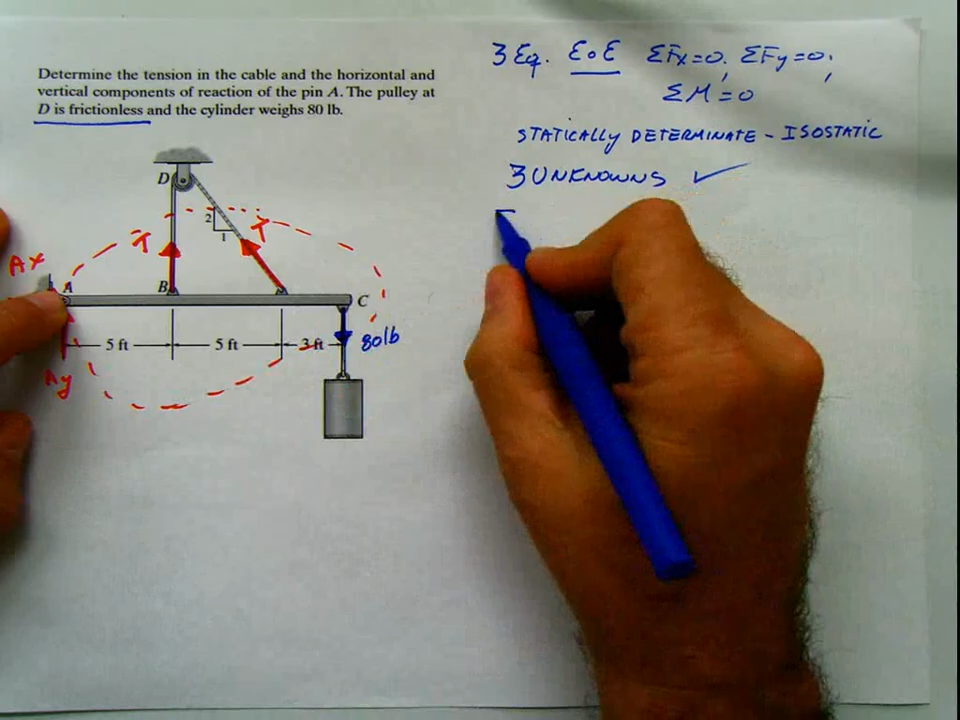 Determine the tension in the cable and the horizontal and
vertical components of reaction of the pin A. The pulley at
D is frictionless and the cylinder weighs 80 lb.
3 Eq. EoE ΣFx=0, ΣFy=0,
ΣM=0
STATICALLY DETERMINATE - ISOSTATIC
3 UNKNOWNS ✓
D
2
1
T T
Ax
A B C
5 ft 5 ft 3 ft 80lb
Ay